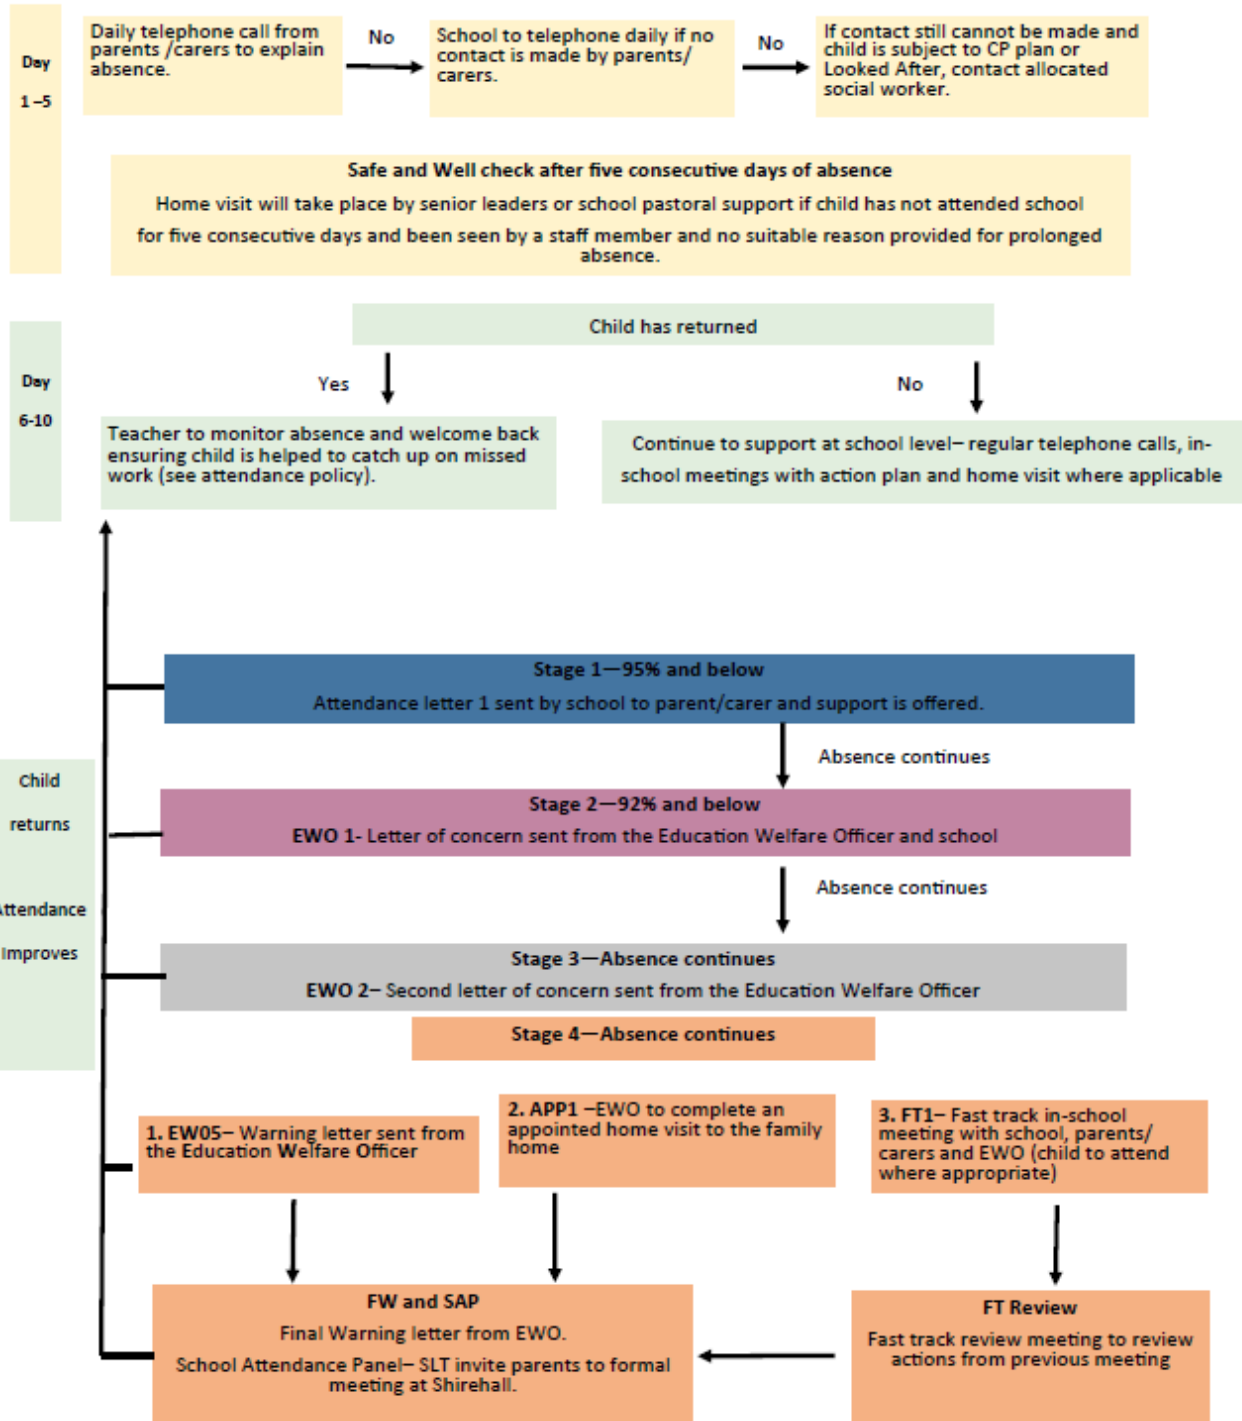 Day
1 –5
Daily telephone call from
parents /carers to explain
absence.
No
School to telephone daily if no
contact is made by parents/
carers.
No
If contact still cannot be made and
child is subject to CP plan or
Looked After, contact allocated
social worker.
Safe and Well check after five consecutive days of absence
Home visit will take place by senior leaders or school pastoral support if child has not attended school
for five consecutive days and been seen by a staff member and no suitable reason provided for prolonged
absence.
Day
6-10
Child has returned
Yes
No
Teacher to monitor absence and welcome back
ensuring child is helped to catch up on missed
work (see attendance policy).
Continue to support at school level– regular telephone calls, in-
school meetings with action plan and home visit where applicable
Stage 1—95% and below
Attendance letter 1 sent by school to parent/carer and support is offered.
Absence continues
Child
returns
Attendance
improves
Stage 2—92% and below
EWO 1- Letter of concern sent from the Education Welfare Officer and school
Absence continues
Stage 3—Absence continues
EWO 2– Second letter of concern sent from the Education Welfare Officer
Stage 4—Absence continues
1. EW05– Warning letter sent from
the Education Welfare Officer
2. APP1 –EWO to complete an
appointed home visit to the family
home
3. FT1– Fast track in-school
meeting with school, parents/
carers and EWO (child to attend
where appropriate)
FW and SAP
Final Warning letter from EWO.
School Attendance Panel– SLT invite parents to formal
meeting at Shirehall.
FT Review
Fast track review meeting to review
actions from previous meeting